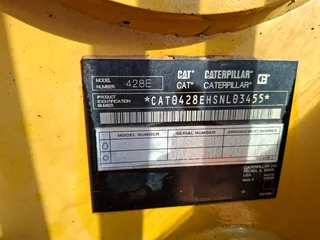 MODEL NUMBER 428E CAT CATERPILLAR
PRODUCT IDENTIFICATION NUMBER CAT CATERPILLAR
*CAT0428EHSNL03455*
MODEL NUMBER SERIAL NUMBER ARRANGEMENT NUMBER
CATERPILLAR INC.
PEORIA, IL
USA